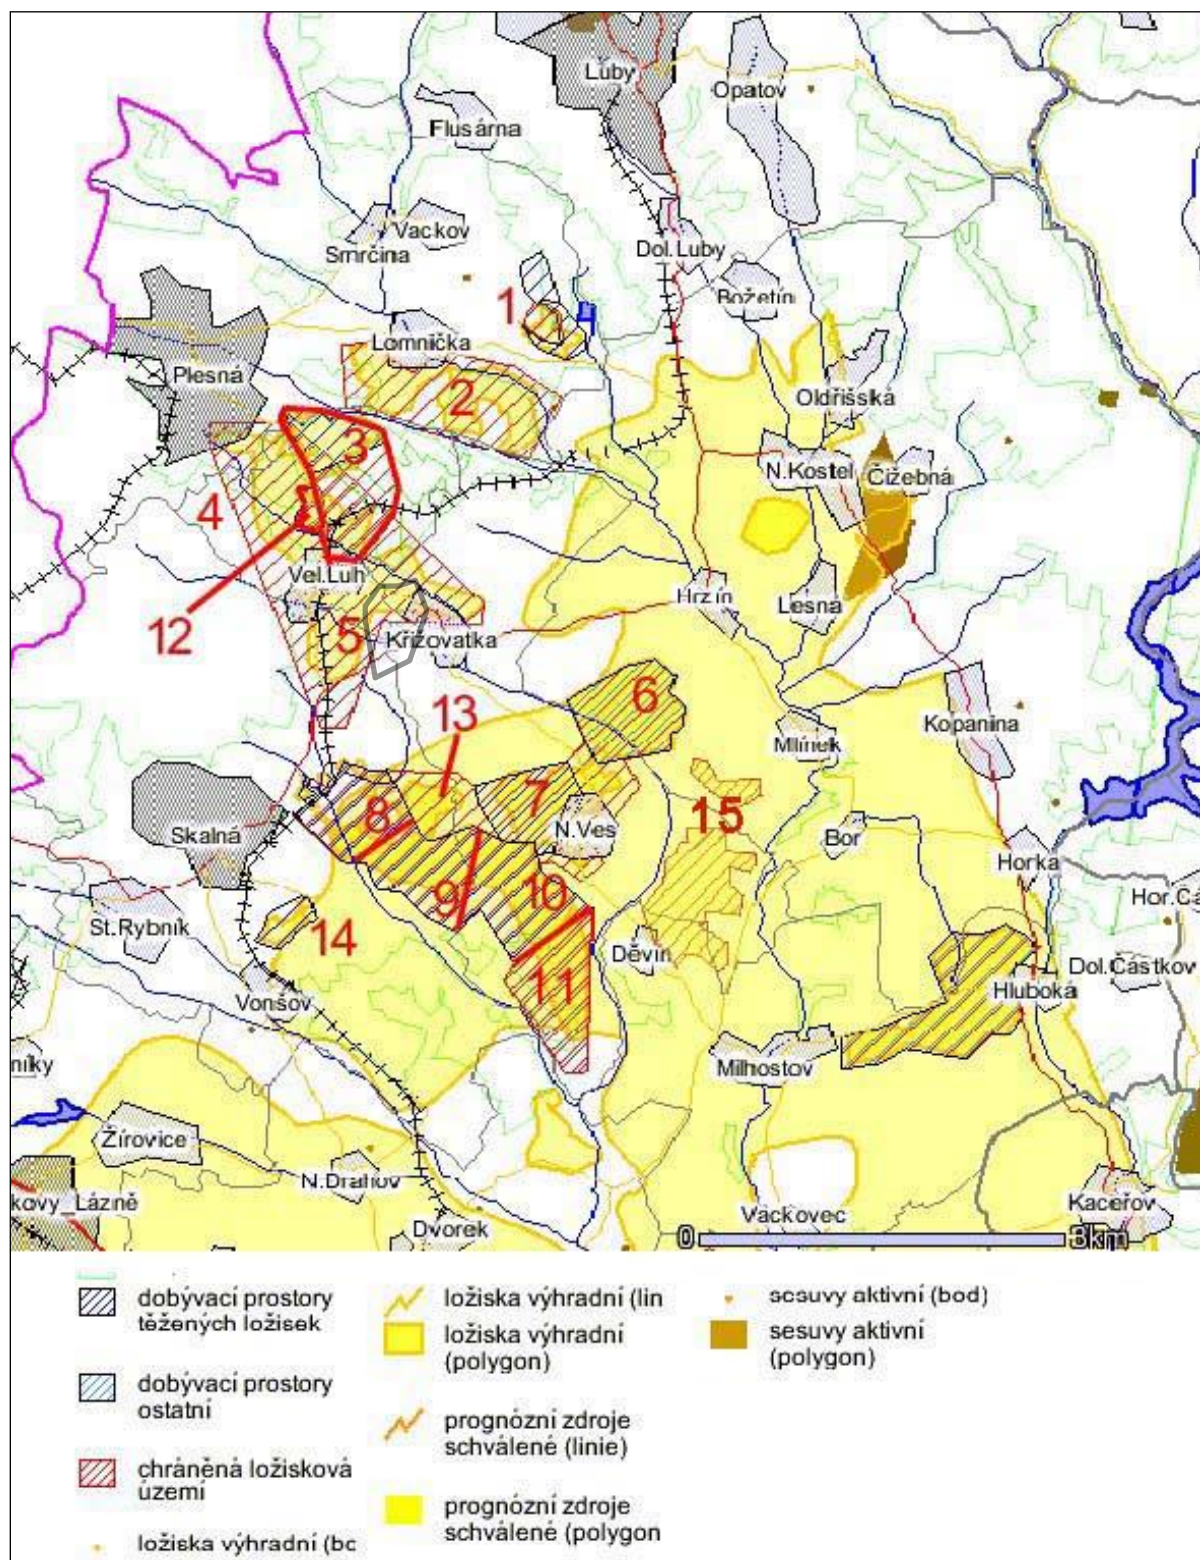 Luby
Opatov
Flusárna
Vackov
Smrčina
Dol.Luby
Božetín
1
Lomnička
Plesná
2
Oldřišská
3
N.Kostel
Čižebná
4
Vel.Luh
Hrzín
Lesná
12
5
Křižovatka
6
13
Kopanina
Mlínek
8
7
15
Skalná
N.Ves
Bor
Horka
9
10
Hor.Ča
St.Rybník
14
Děvín
Dol.Částkov
11
Vonšov
Hluboká
níky
Milhostov
Žírovice
N.Drahov
kovy_Lázně
Kaceřov
Vackovec
Dvorek
0
3km
dobývací prostory
těžených ložisek
dobývací prostory
ostatní
chráněná ložisková
území
ložiska výhradní (bc
ložiska výhradní (lin
ložiska výhradní
(polygon)
prognózní zdroje
schválené (linie)
prognózní zdroje
schválené (polygon
sesuvy aktivní (bod)
sesuvy aktivní
(polygon)